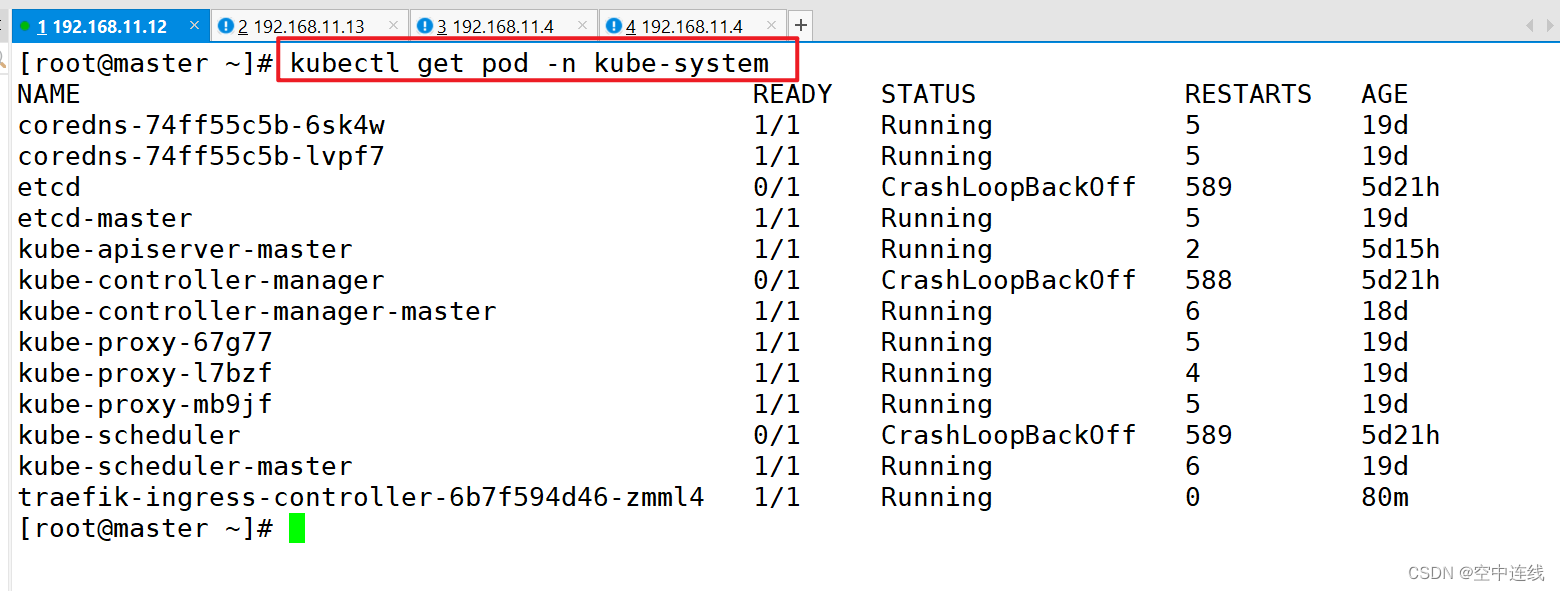 1 192.168.11.12 × 2 192.168.11.13 × 3 192.168.11.4 × 4 192.168.11.4 × +
[root@master ~]# kubectl get pod -n kube-system
NAME READY STATUS RESTARTS AGE
coredns-74ff55c5b-6sk4w 1/1 Running 5 19d
coredns-74ff55c5b-lvpf7 1/1 Running 5 19d
etcd 0/1 CrashLoopBackOff 589 5d21h
etcd-master 1/1 Running 5 19d
kube-apiserver-master 1/1 Running 2 5d15h
kube-controller-manager 0/1 CrashLoopBackOff 588 5d21h
kube-controller-manager-master 1/1 Running 6 18d
kube-proxy-67g77 1/1 Running 5 19d
kube-proxy-l7bzf 1/1 Running 4 19d
kube-proxy-mb9jf 1/1 Running 5 19d
kube-scheduler 0/1 CrashLoopBackOff 589 5d21h
kube-scheduler-master 1/1 Running 6 19d
traefik-ingress-controller-6b7f594d46-zmml4 1/1 Running 0 80m
[root@master ~]#
CSDN @空中连线